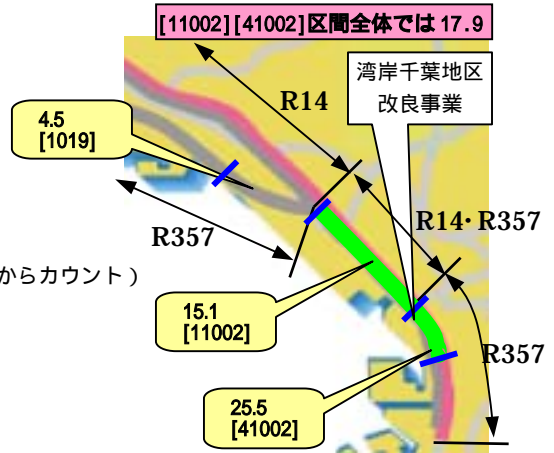 [11002][41002]区間全体では 17.9
R14
湾岸千葉地区
改良事業
4.5
[1019]
R357
R14・R357
からカウント）
15.1
[11002]
R357
25.5
[41002]